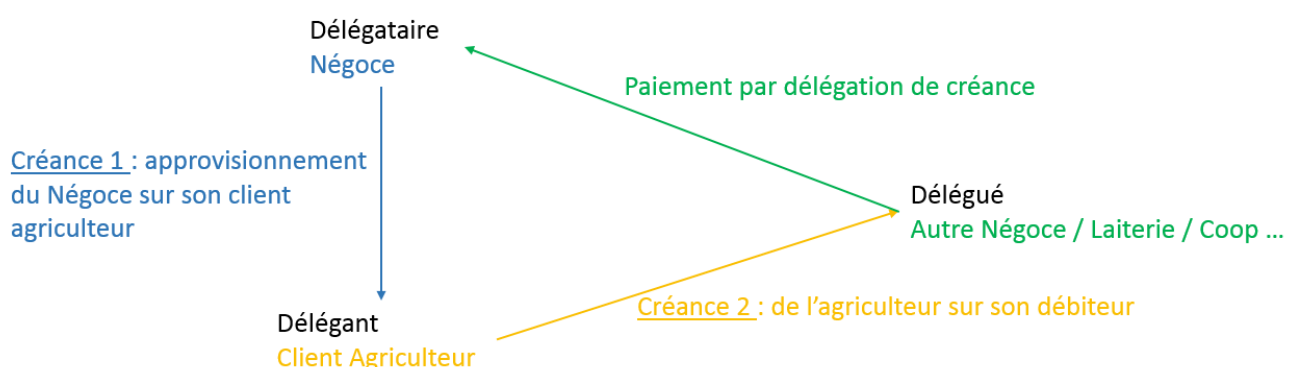 Délégataire
Négoce
Paiement par délégation de créance
Créance 1 : approvisionnement
du Négoce sur son client
agriculteur
Délégué
Autre Négoce / Laiterie / Coop ...
Créance 2 : de l’agriculteur sur son débiteur
Délégant
Client Agriculteur